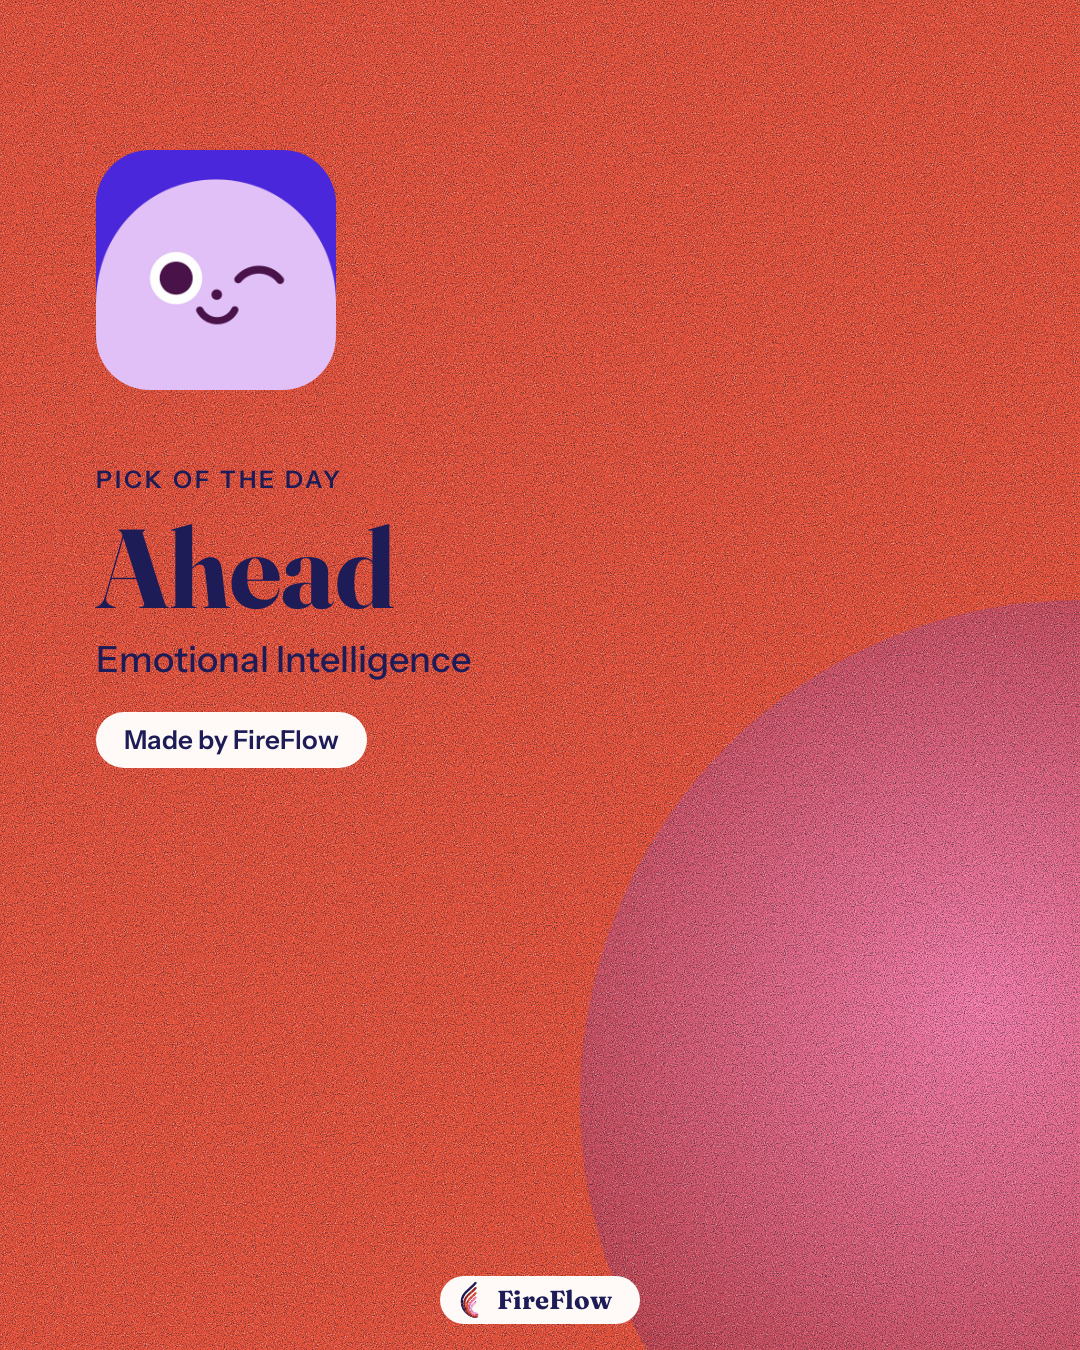 PICK OF THE DAY
Ahead
Emotional Intelligence
Made by FireFlow
FireFlow